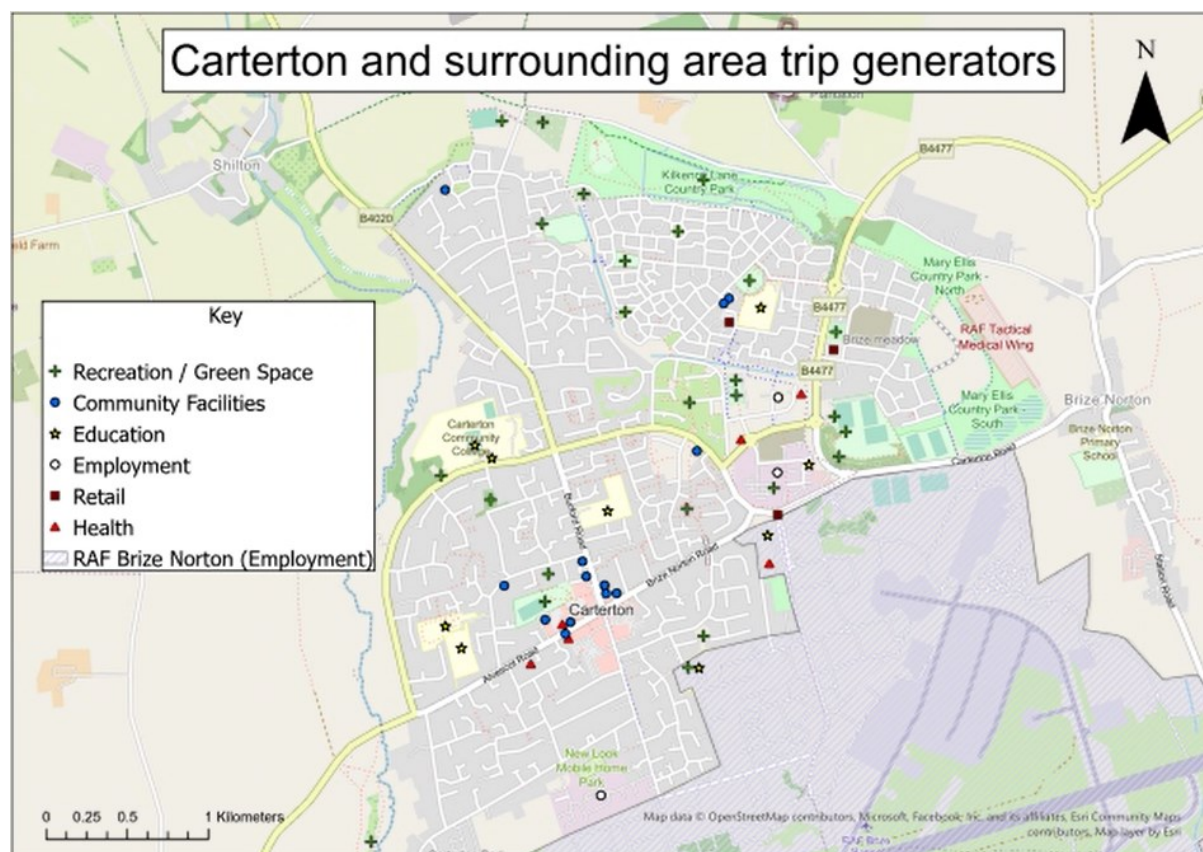 Carterton and surrounding area trip generators
N
Plantation
Shilton
B4477
Kilkenny Lane
Country Park
B4020
ield Farm
Mary Ellis
Country Park -
North
Key
Recreation / Green Space
Community Facilities
Education
Employment
Retail
Health
RAF Brize Norton (Employment)
B4477
RAF Tactical
Medical Wing
Brize meadow
B4477
Mary Ellis
Country Park -
South
Brize Norton
Brize Norton
Primary
School
Carterton
Community
College
Carterton Road
Burford Road
Brize Norton Road
Carterton
Station Road
Alvescot Road
New Look
Mobile Home
Park
0 0.25 0.5 1 Kilometers
Map data © OpenStreetMap contributors, Microsoft, Facebook, Inc. and its affiliates, Esri Community Maps
contributors, Map layer by Esri
RAF Brize